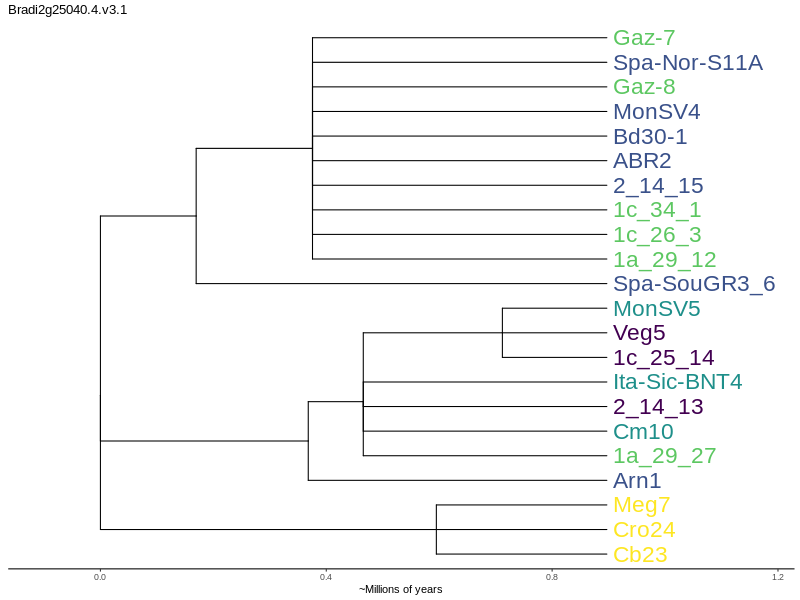 Bradi2g25040.4.v3.1
Gaz-7
Spa-Nor-S11A
Gaz-8
MonSV4
Bd30-1
ABR2
2_14_15
1c_34_1
1c_26_3
1a_29_12
Spa-SouGR3_6
MonSV5
Veg5
1c_25_14
Ita-Sic-BNT4
2_14_13
Cm10
1a_29_27
Arn1
Meg7
Cro24
Cb23
0.0 0.4 0.8 1.2
~Millions of years